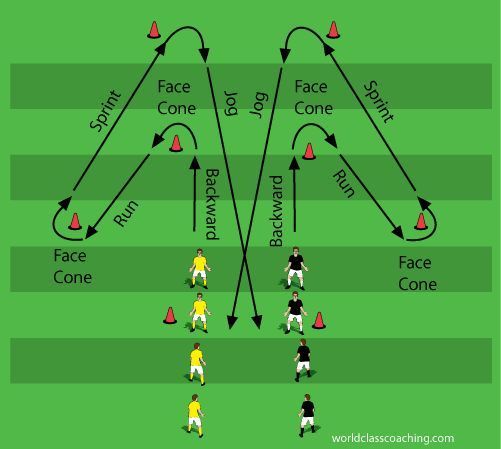 Sprint
Face
Cone
Jog
Jog
Face
Cone
Sprint
Run
Backward
Backward
Run
Face
Cone
Face
Cone
worldclasscoaching.com